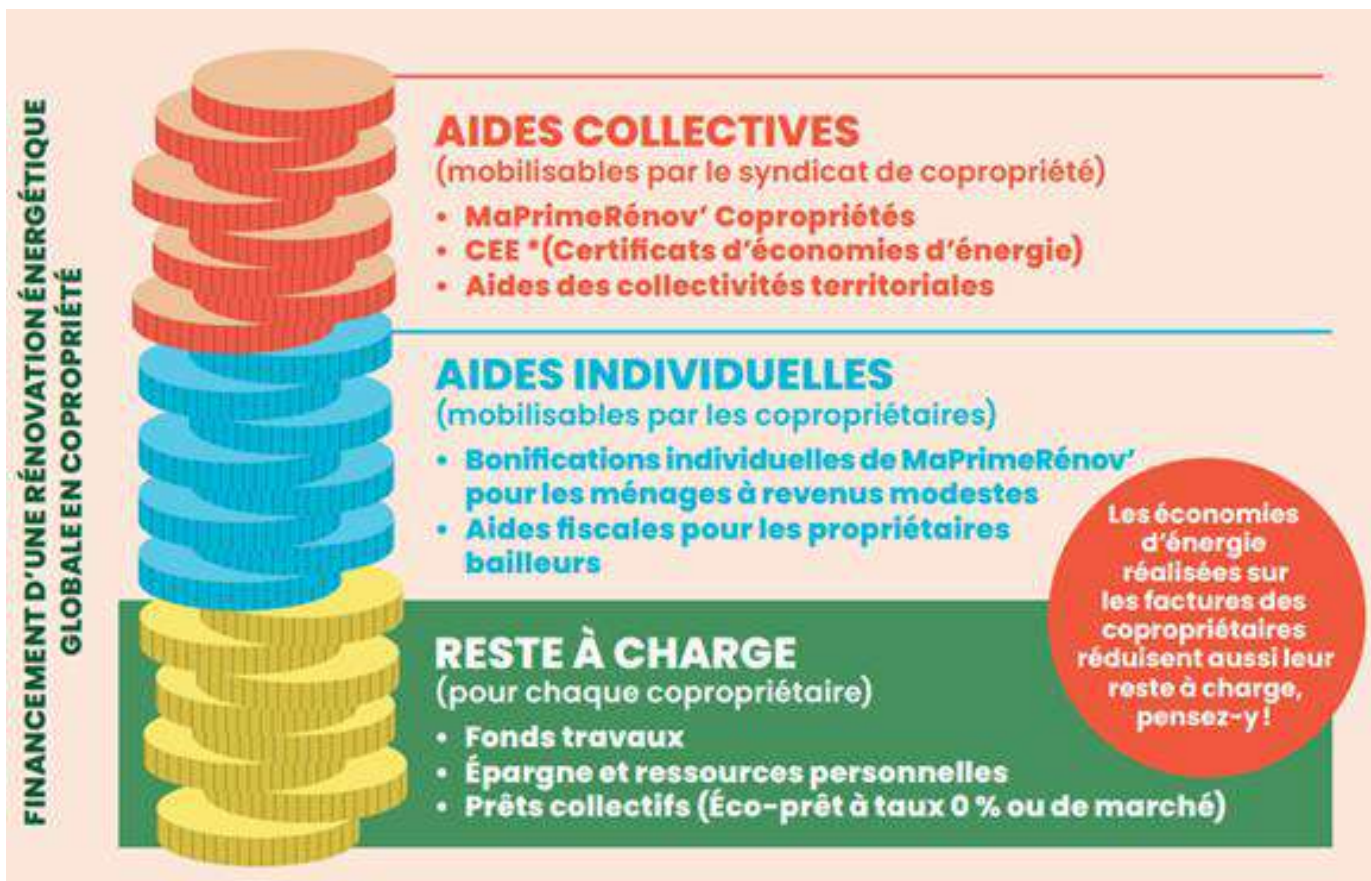 FINANCEMENT D'UNE RÉNOVATION ÉNERGÉTIQUE
GLOBALE EN COPROPRIÉTÉ
AIDES COLLECTIVES
(mobilisables par le syndicat de copropriété)
• MaPrimeRénov' Copropriétés
• CEE *(Certificats d'économies d'énergie)
• Aides des collectivités territoriales
AIDES INDIVIDUELLES
(mobilisables par les copropriétaires)
• Bonifications individuelles de MaPrimeRénov'
pour les ménages à revenus modestes
• Aides fiscales pour les propriétaires
bailleurs
Les économies
d'énergie
réalisées sur
les factures des
copropriétaires
réduisent aussi leur
reste à charge,
pensez-y !
RESTE À CHARGE
(pour chaque copropriétaire)
• Fonds travaux
• Épargne et ressources personnelles
• Prêts collectifs (Éco-prêt à taux 0 % ou de marché)